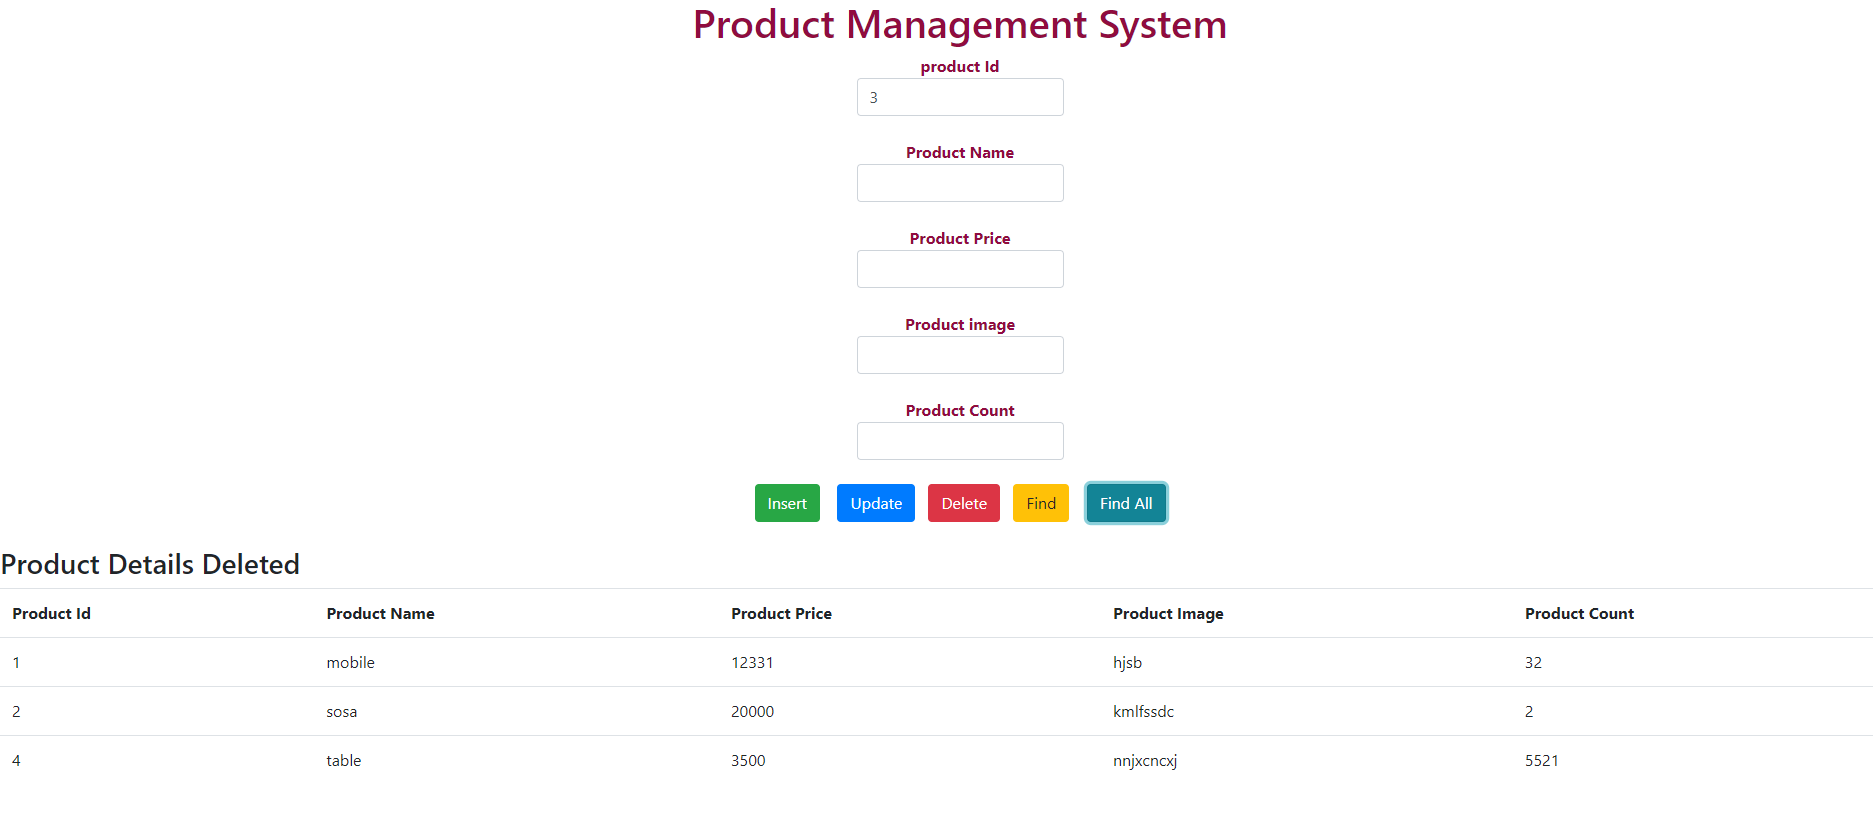 Product Management System
product Id
3
Product Name
Product Price
Product image
Product Count
Insert Update Delete Find Find All
Product Details Deleted
Product Id Product Name Product Price Product Image Product Count
1 mobile 12331 hjsb 32
2 sosa 20000 kmlfssdc 2
4 table 3500 nnjxcncxj 5521